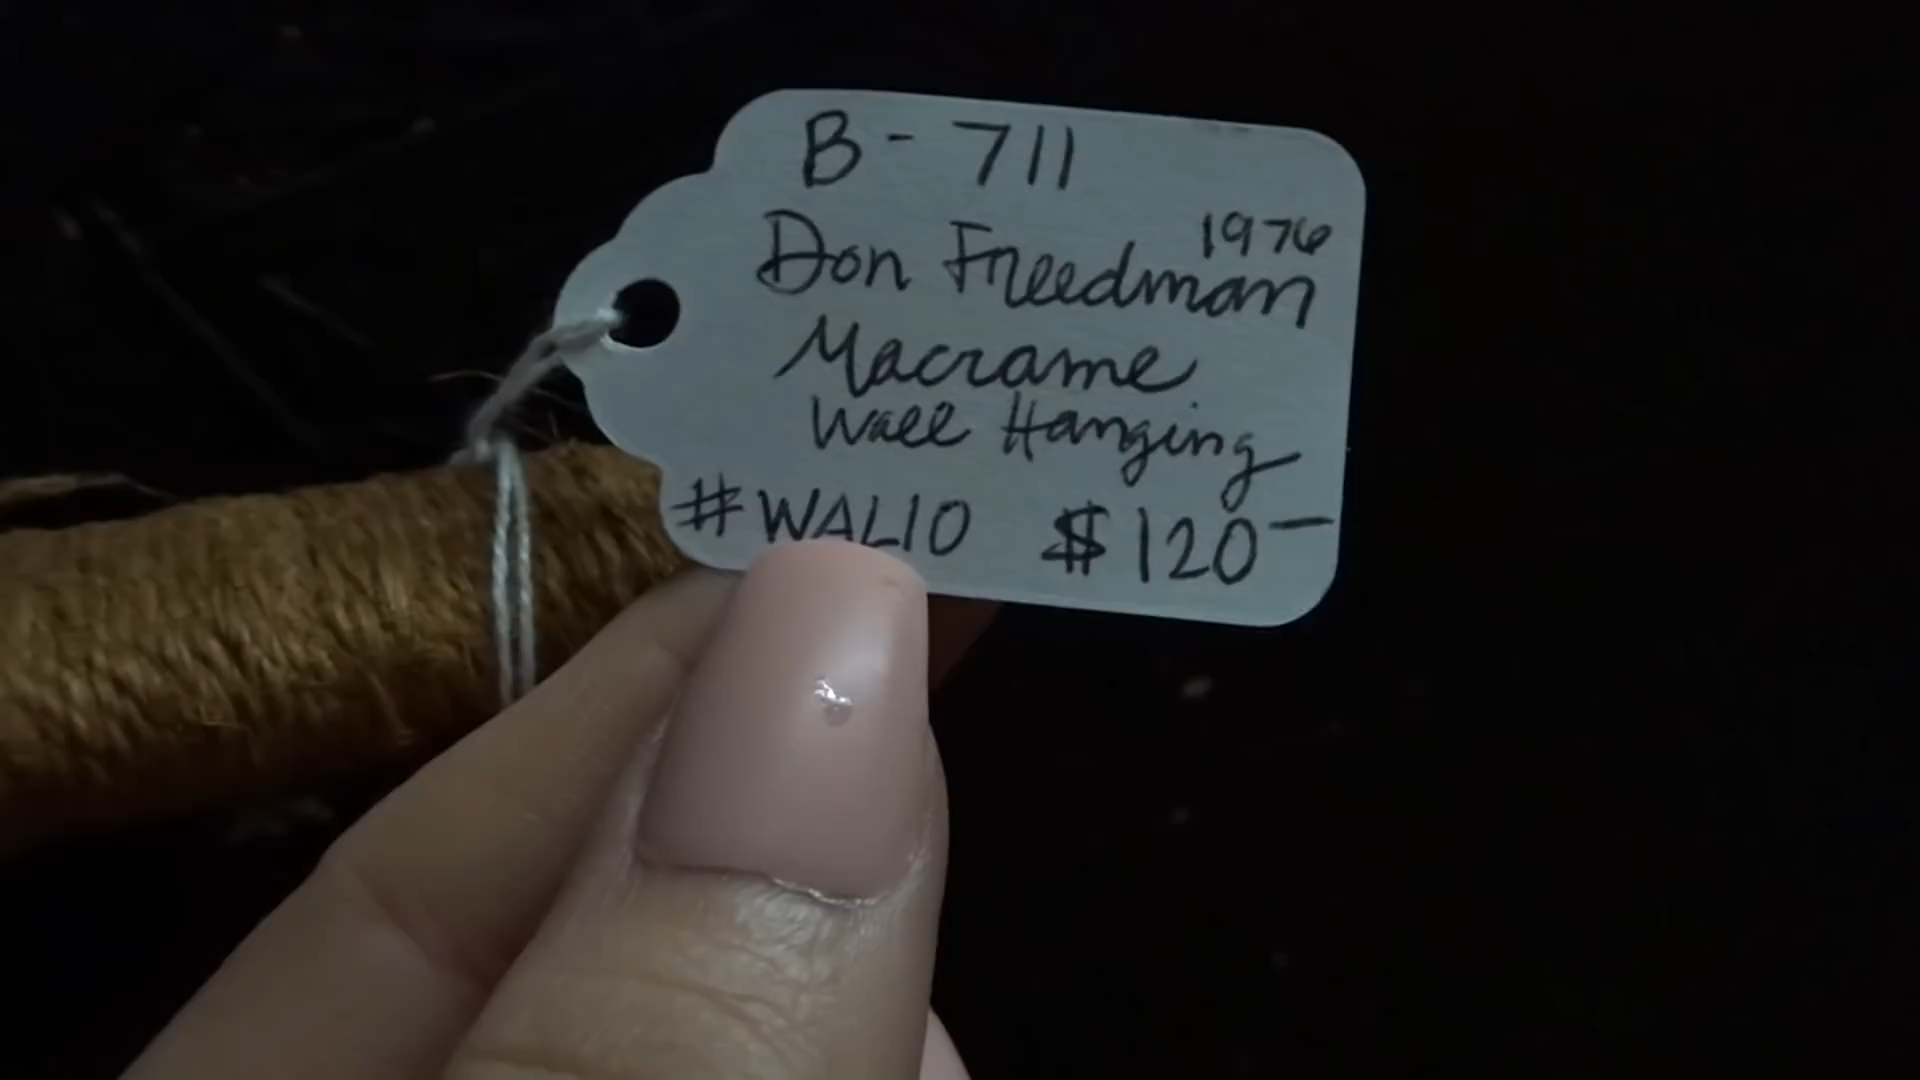 B - 711
1976
Don Freedman
Macrame
Wall Hanging
#WAL10 $120—